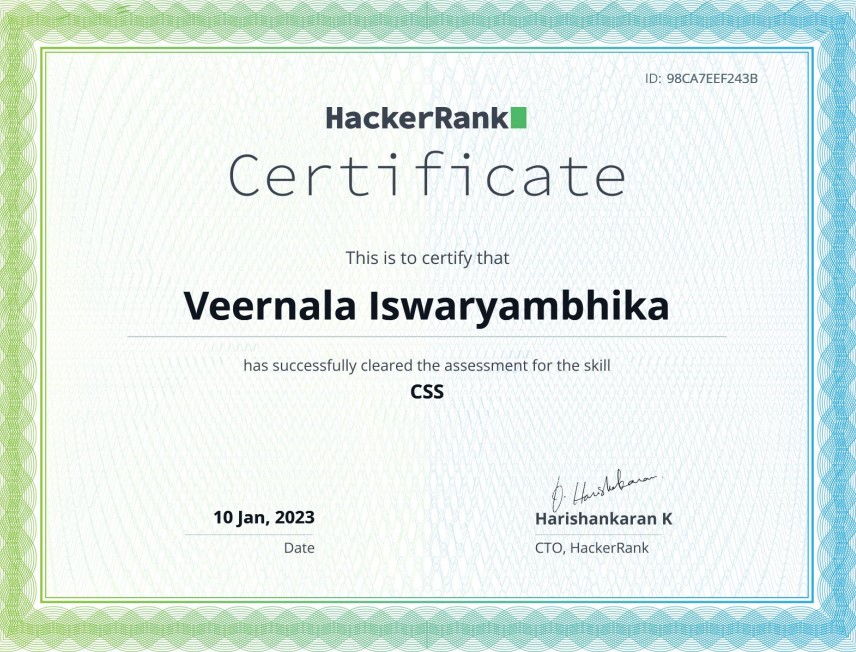 ID: 98CA7EEF243B
HackerRank
Certificate
This is to certify that
Veernala Iswaryambhika
has successfully cleared the assessment for the skill
CSS
O. Harishankaran.
10 Jan, 2023
Harishankaran K
Date
CTO, HackerRank